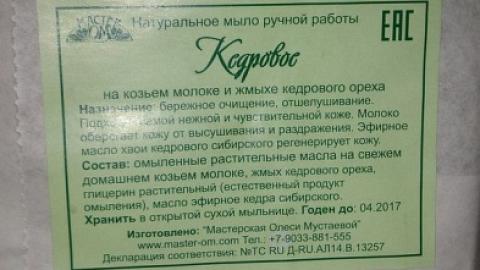 МАСТЕР ОМ
Натуральное мыло ручной работы
ЕАС
Кедровое
на козьем молоке и жмыхе кедрового ореха
Назначение: бережное очищение, отшелушивание.
самой нежной и чувствительной коже. Молоко
оберегает кожу от высушивания и раздражения. Эфирное
масло хвои кедрового сибирского регенерирует кожу.
Состав: омыленные растительные масла на свежем
домашнем козьем молоке, жмых кедрового ореха,
глицерин растительный (естественный продукт
омыления), масло эфирное кедра сибирского.
Хранить в открытой сухой мыльнице. Годен до: 04.2017
Изготовлено: "Мастерская Олеси Мустаевой"
www.master-om.com Тел.: +7-9033-881-555
Декларация соответствия: №ТС RU Д-RU.АЛ14.В.13257